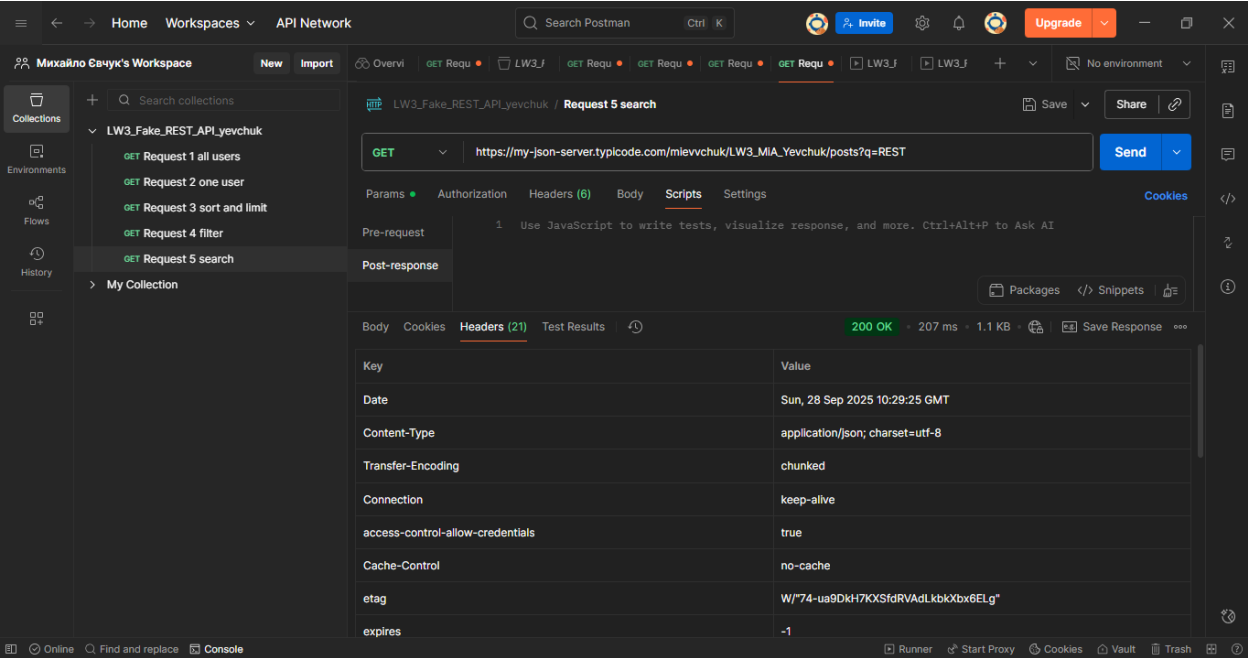 Home Workspaces API Network Search Postman Ctrl K Invite Upgrade
Михайло Євчук's Workspace New Import Overvi GET Requ LW3_F GET Requ GET Requ GET Requ GET Requ LW3_F LW3_F No environment
Collections
Environments
Flows
History
Search collections
LW3_Fake_REST_API_yevchuk
GET Request 1 all users
GET Request 2 one user
GET Request 3 sort and limit
GET Request 4 filter
GET Request 5 search
My Collection
HTTP LW3_Fake_REST_API_yevchuk / Request 5 search Save Share
GET https://my-json-server.typicode.com/mievvchuk/LW3_MiA_Yevchuk/posts?q=REST Send
Params Authorization Headers (6) Body Scripts Settings Cookies
Pre-request
Post-response
1 Use JavaScript to write tests, visualize response, and more. Ctrl+Alt+P to Ask AI
Packages </> Snippets
Body Cookies Headers (21) Test Results 200 OK 207 ms 1.1 KB e.g. Save Response
Key Value
Date Sun, 28 Sep 2025 10:29:25 GMT
Content-Type application/json; charset=utf-8
Transfer-Encoding chunked
Connection keep-alive
access-control-allow-credentials true
Cache-Control no-cache
etag W/"74-ua9DkH7KXSfdRVAdLkbkXbx6ELg"
expires -1
Online Find and replace Console Runner Start Proxy Cookies Vault Trash